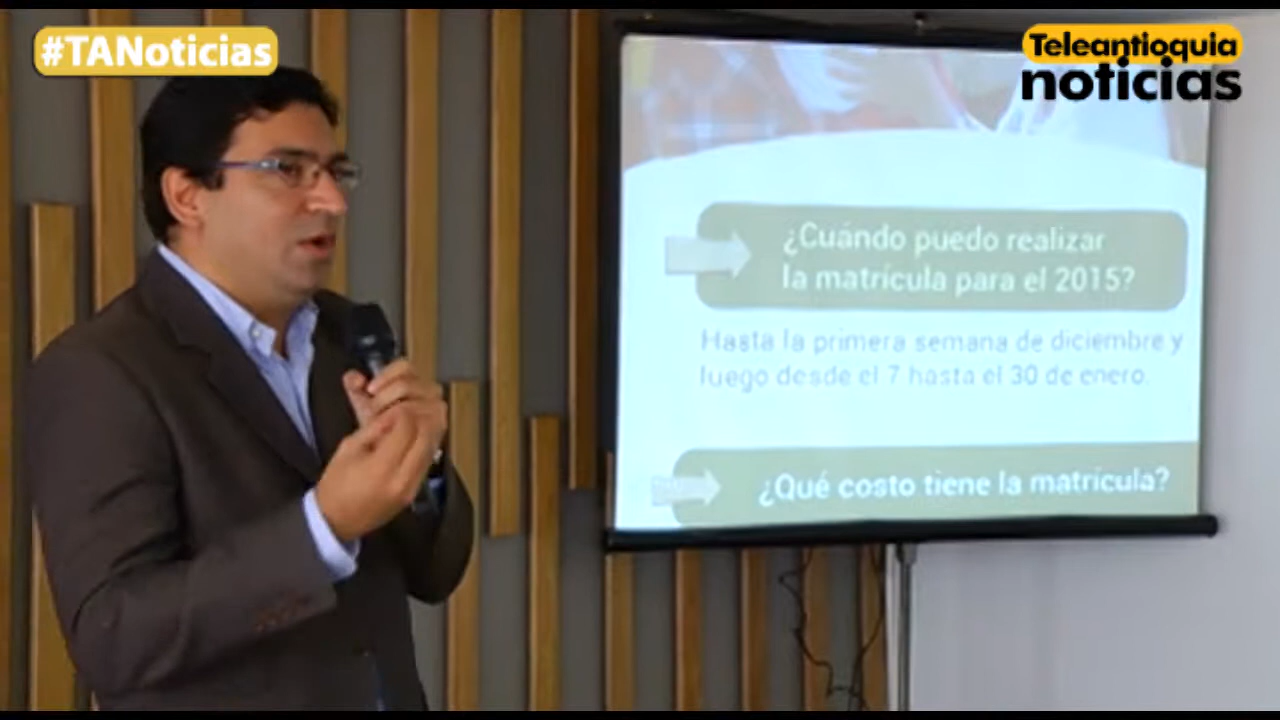 #TANoticias
Teleantioquia
noticias
¿Cuándo puedo realizar
la matrícula para el 2015?
Hasta la primera semana de diciembre y
luego desde el 7 hasta el 30 de enero.
¿Qué costo tiene la matrícula?